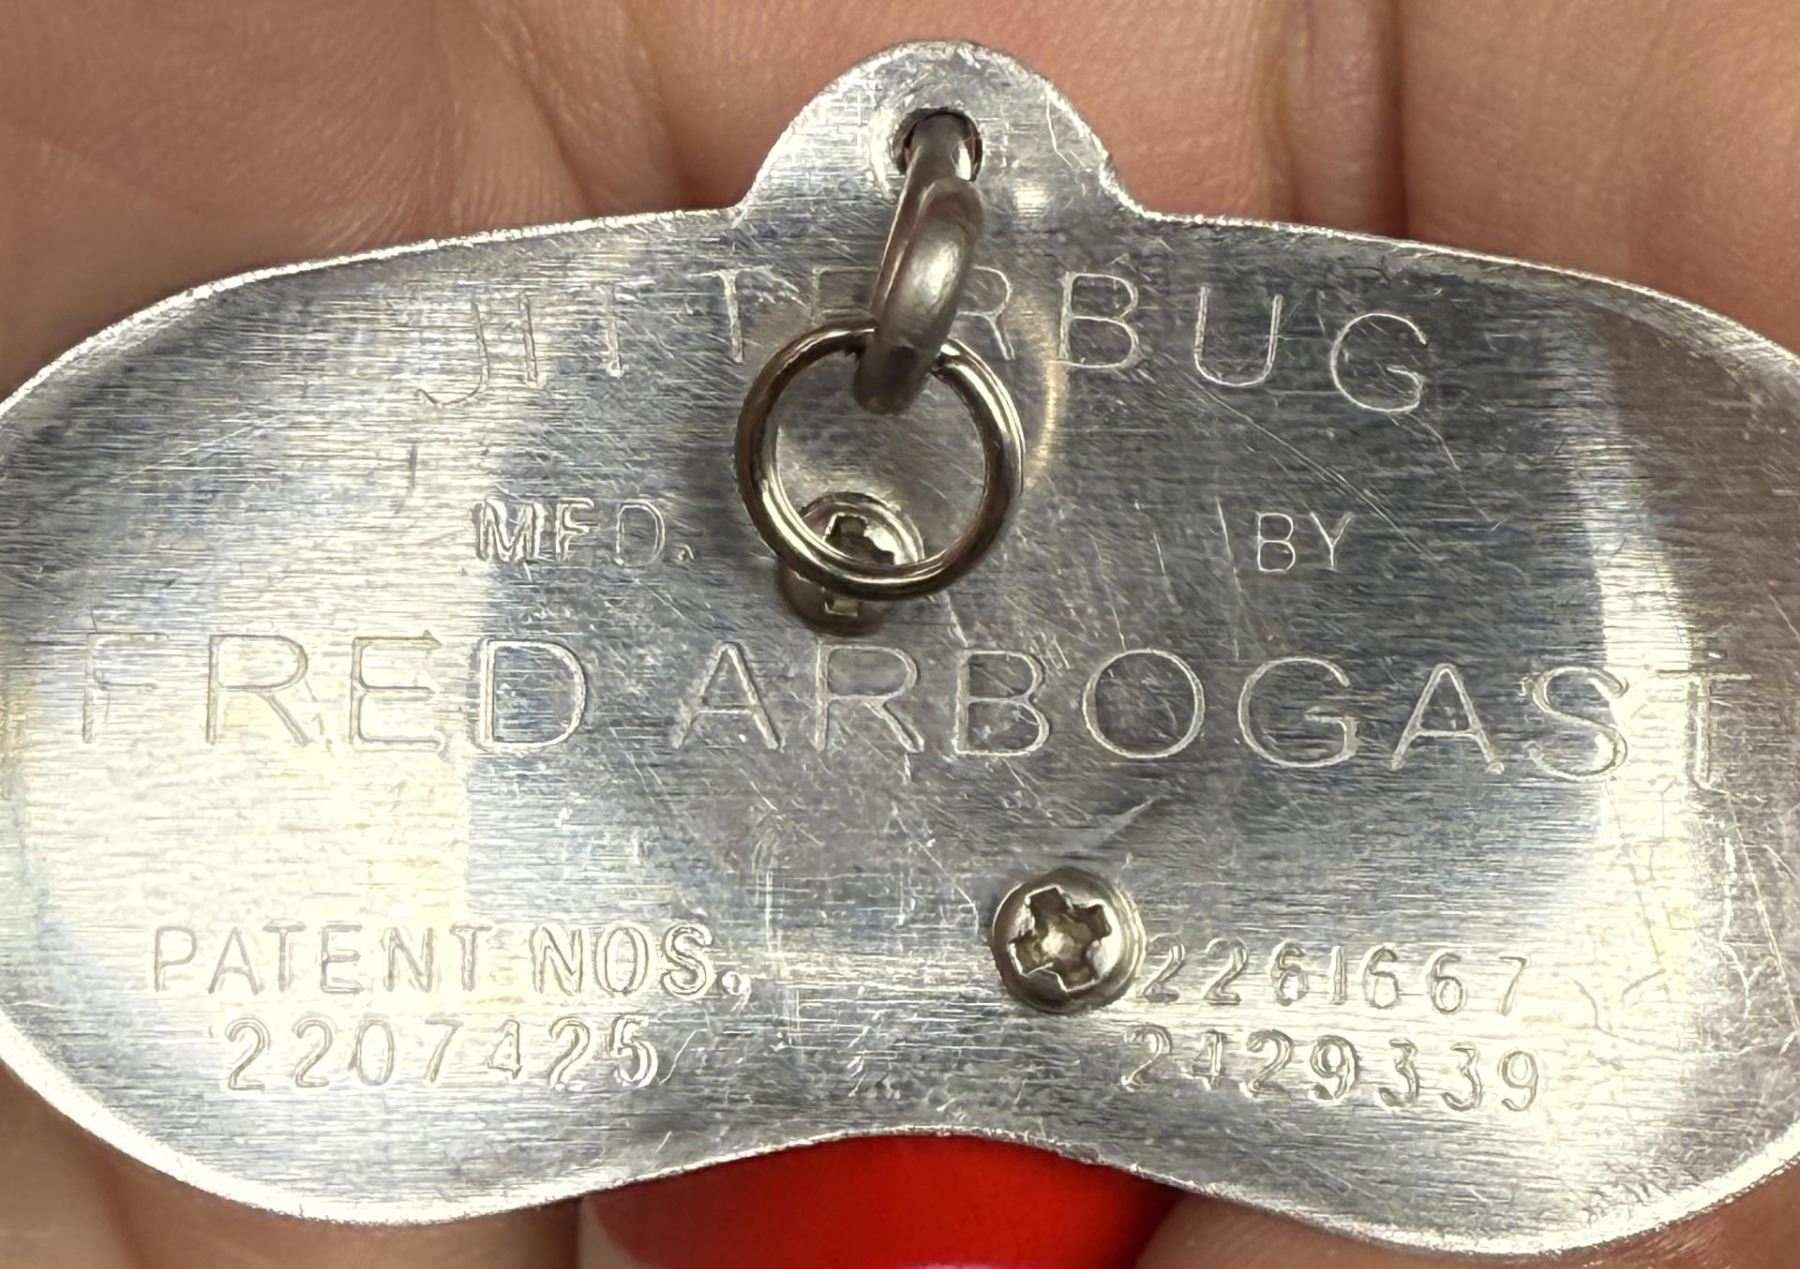 JITTERBUG
MFD. BY
FRED ARBOGAST
PATENT NOS. 2261667
2207425 2429339